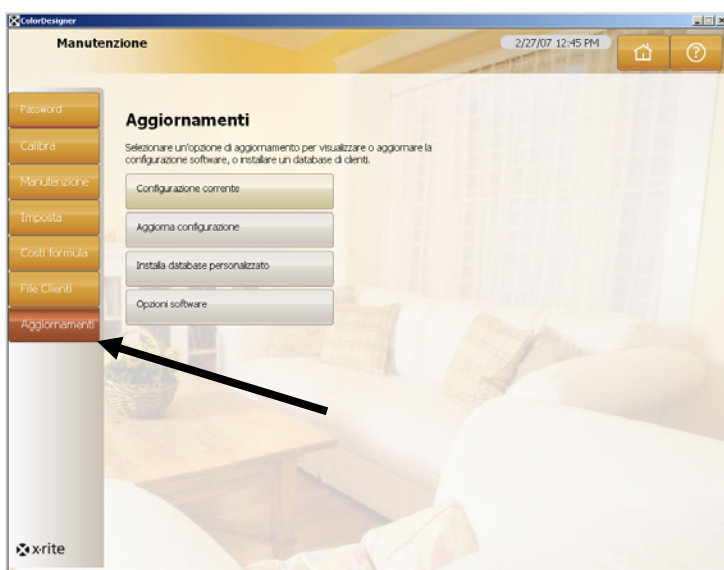 ColorDesigner
Manutenzione
2/27/07 12:45 PM
?
Password
Calibra
Manutenzione
Imposta
Costi formula
File Clienti
Aggiornamenti
Aggiornamenti
Selezionare un'opzione di aggiornamento per visualizzare o aggiornare la
configurazione software, o installare un database di clienti.
Configurazione corrente
Aggiorna configurazione
Installa database personalizzato
Opzioni software
x·rite